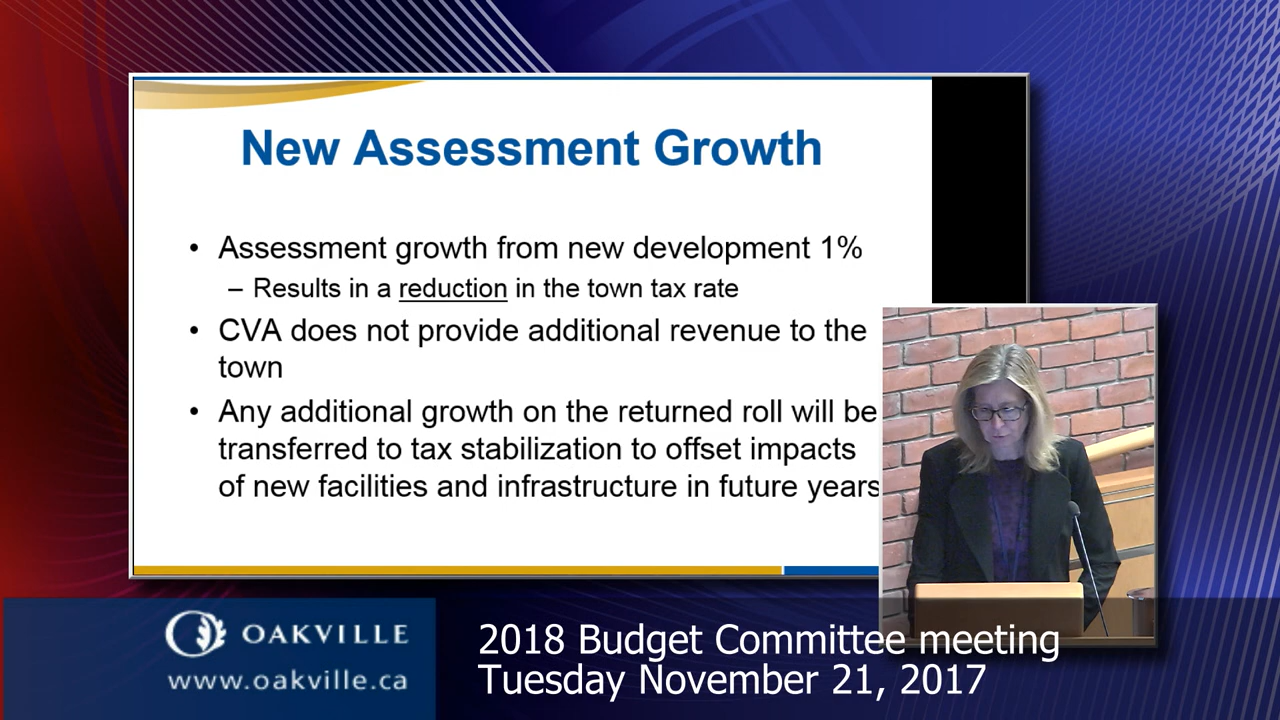 New Assessment Growth
• Assessment growth from new development 1%
– Results in a reduction in the town tax rate
• CVA does not provide additional revenue to the
town
• Any additional growth on the returned roll will be
transferred to tax stabilization to offset impacts
of new facilities and infrastructure in future years
OAKVILLE
www.oakville.ca
2018 Budget Committee meeting
Tuesday November 21, 2017